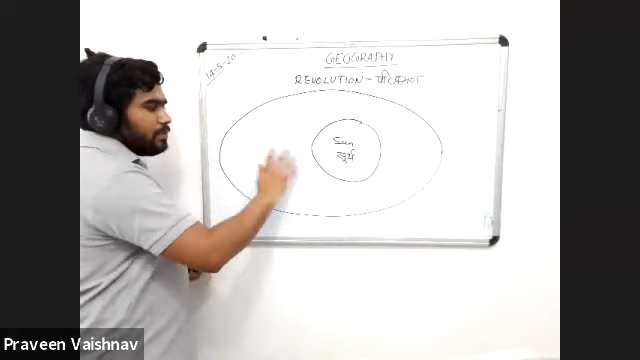 14-5-20
GEOGRAPHY
REVOLUTION - परिक्रमण
Sun
सूर्य
Praveen Vaishnav